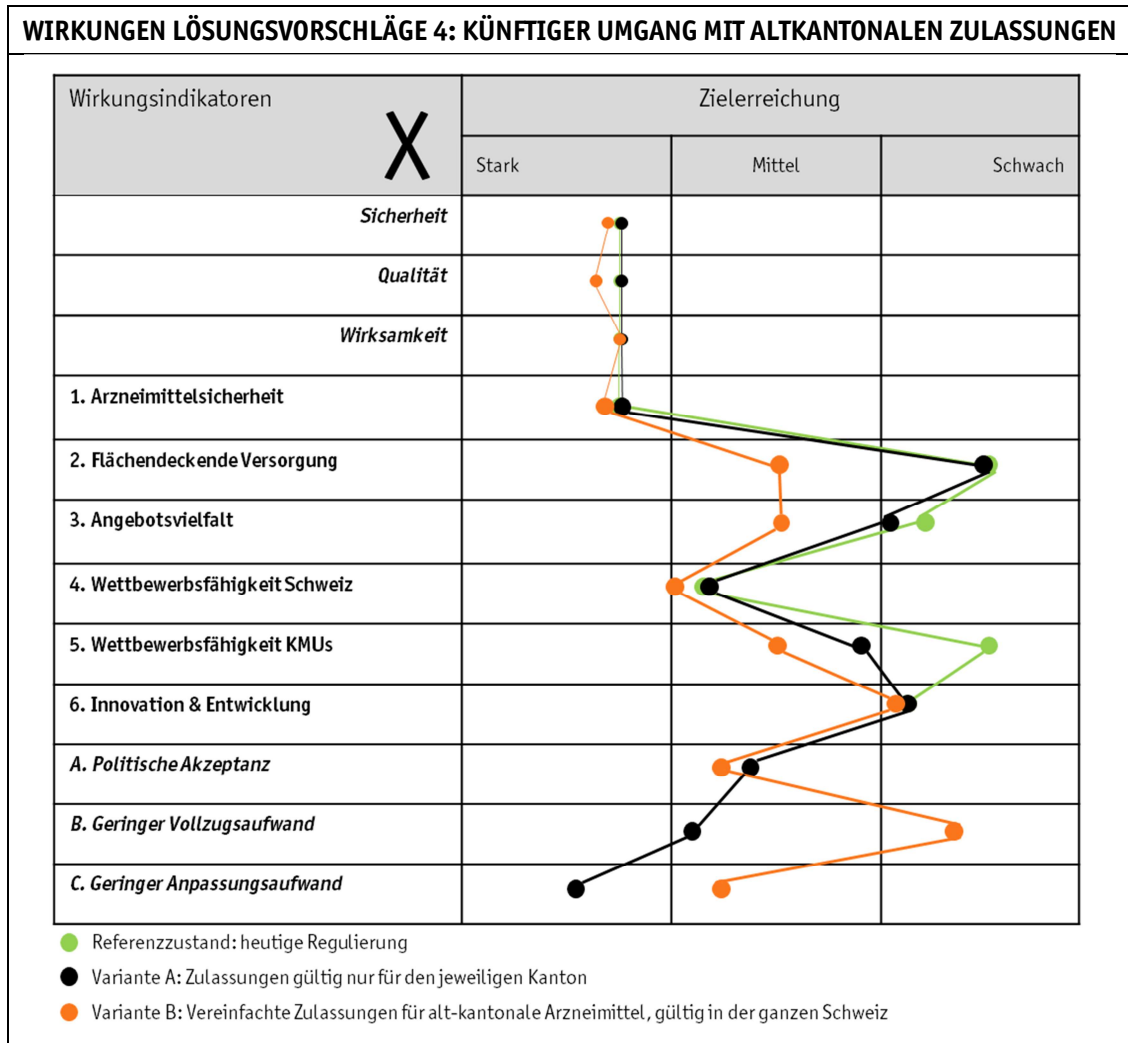 WIRKUNGEN LÖSUNGSVORSCHLÄGE 4: KÜNFTIGER UMGANG MIT ALTKANTONALEN ZULASSUNGEN
Wirkungsindikatoren
X
Zielerreichung
Stark
Mittel
Schwach
Sicherheit
Qualität
Wirksamkeit
1. Arzneimittelsicherheit
2. Flächendeckende Versorgung
3. Angebotsvielfalt
4. Wettbewerbsfähigkeit Schweiz
5. Wettbewerbsfähigkeit KMUs
6. Innovation & Entwicklung
A. Politische Akzeptanz
B. Geringer Vollzugsaufwand
C. Geringer Anpassungsaufwand
Referenzzustand: heutige Regulierung
Variante A: Zulassungen gültig nur für den jeweiligen Kanton
Variante B: Vereinfachte Zulassungen für alt-kantonale Arzneimittel, gültig in der ganzen Schweiz